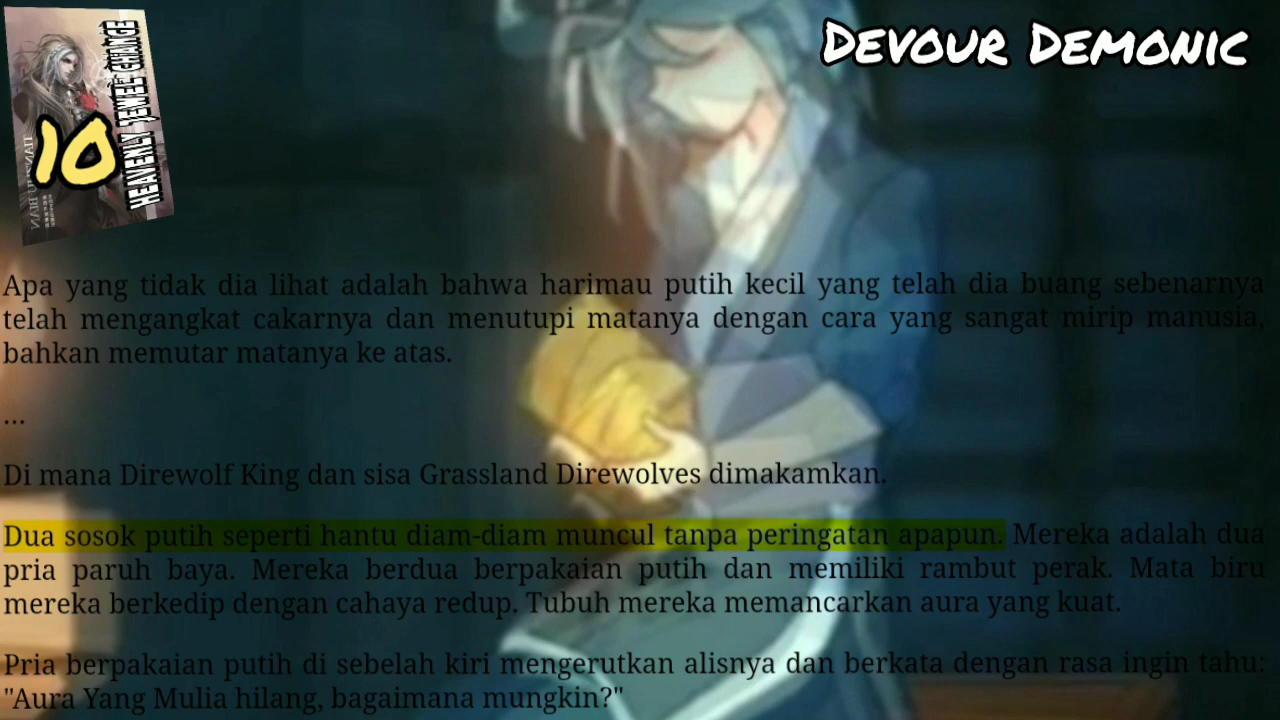 DEVOUR DEMONIC
HEAVENLY JEWEL CHANGE
10
Apa yang tidak dia lihat adalah bahwa harimau putih kecil yang telah dia buang sebenarnya
telah mengangkat cakarnya dan menutupi matanya dengan cara yang sangat mirip manusia,
bahkan memutar matanya ke atas.
...
Di mana Direwolf King dan sisa Grassland Direwolves dimakamkan.
Dua sosok putih seperti hantu diam-diam muncul tanpa peringatan apapun. Mereka adalah dua
pria paruh baya. Mereka berdua berpakaian putih dan memiliki rambut perak. Mata biru
mereka berkedip dengan cahaya redup. Tubuh mereka memancarkan aura yang kuat.
Pria berpakaian putih di sebelah kiri mengerutkan alisnya dan berkata dengan rasa ingin tahu:
"Aura Yang Mulia hilang, bagaimana mungkin?"